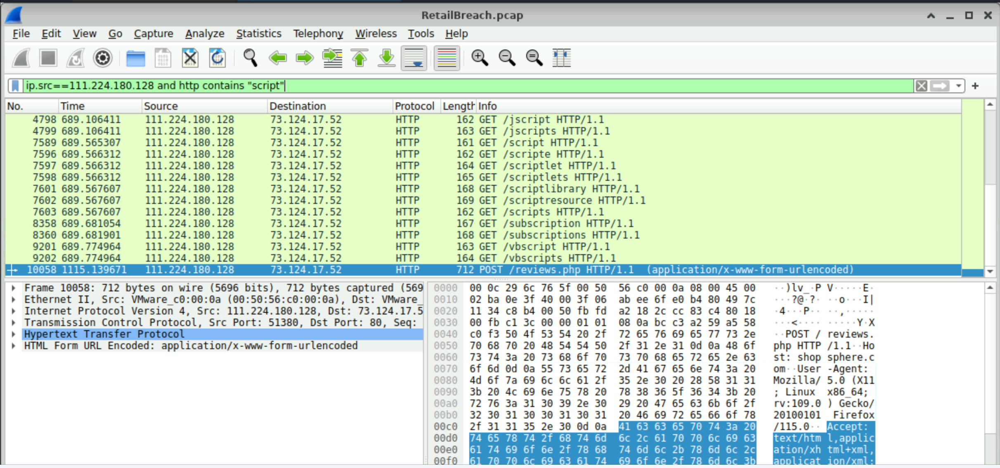 RetailBreach.pcap
File Edit View Go Capture Analyze Statistics Telephony Wireless Tools Help
ip.src==111.224.180.128 and http contains "script"
No. Time Source Destination Protocol Length Info
4798 689.106411 111.224.180.128 73.124.17.52 HTTP 162 GET /jscript HTTP/1.1
4799 689.106411 111.224.180.128 73.124.17.52 HTTP 163 GET /jscripts HTTP/1.1
7589 689.565307 111.224.180.128 73.124.17.52 HTTP 161 GET /script HTTP/1.1
7596 689.566312 111.224.180.128 73.124.17.52 HTTP 162 GET /scripte HTTP/1.1
7597 689.566312 111.224.180.128 73.124.17.52 HTTP 164 GET /scriptlet HTTP/1.1
7598 689.566312 111.224.180.128 73.124.17.52 HTTP 165 GET /scriptlets HTTP/1.1
7601 689.567607 111.224.180.128 73.124.17.52 HTTP 168 GET /scriptlibrary HTTP/1.1
7602 689.567607 111.224.180.128 73.124.17.52 HTTP 169 GET /scriptresource HTTP/1.1
7603 689.567607 111.224.180.128 73.124.17.52 HTTP 162 GET /scripts HTTP/1.1
8358 689.681054 111.224.180.128 73.124.17.52 HTTP 167 GET /subscription HTTP/1.1
8360 689.681901 111.224.180.128 73.124.17.52 HTTP 168 GET /subscriptions HTTP/1.1
9201 689.774964 111.224.180.128 73.124.17.52 HTTP 163 GET /vbscript HTTP/1.1
9202 689.774964 111.224.180.128 73.124.17.52 HTTP 164 GET /vbscripts HTTP/1.1
10058 1115.139671 111.224.180.128 73.124.17.52 HTTP 712 POST /reviews.php HTTP/1.1 (application/x-www-form-urlencoded)
Frame 10058: 712 bytes on wire (5696 bits), 712 bytes captured (569
Ethernet II, Src: VMware_c0:00:0a (00:50:56:c0:00:0a), Dst: VMware_
Internet Protocol Version 4, Src: 111.224.180.128, Dst: 73.124.17.5
Transmission Control Protocol, Src Port: 51380, Dst Port: 80, Seq:
Hypertext Transfer Protocol
HTML Form URL Encoded: application/x-www-form-urlencoded
0000 00 0c 29 6c 76 5f 00 50 56 c0 00 0a 08 00 45 00 ··)lv_·P V·····E·
0010 02 ba 0e 3f 40 00 3f 06 ab ee 6f e0 b4 80 49 7c ···?@·?· ··o···I|
0020 11 34 c8 b4 00 50 fb fd a2 18 2c cc 83 c4 80 18 ·4···P·· ··,·····
0030 00 fb c1 3c 00 00 01 01 08 0a bc c3 a2 59 a5 58 ···<···· ·····Y·X
0040 c0 f3 50 4f 53 54 20 2f 72 65 76 69 65 77 73 2e ··POST / reviews.
0050 70 68 70 20 48 54 54 50 2f 31 2e 31 0d 0a 48 6f php HTTP /1.1··Ho
0060 73 74 3a 20 73 68 6f 70 73 70 68 65 72 65 2e 63 st: shop sphere.c
0070 6f 6d 0d 0a 55 73 65 72 2d 41 67 65 6e 74 3a 20 om··User -Agent:
0080 4d 6f 7a 69 6c 6c 61 2f 35 2e 30 20 28 58 31 31 Mozilla/ 5.0 (X11
0090 3b 20 4c 69 6e 75 78 20 78 38 36 5f 36 34 3b 20 ; Linux x86_64;
00a0 72 76 3a 31 30 39 2e 30 29 20 47 65 63 6b 6f 2f rv:109.0 ) Gecko/
00b0 32 30 31 30 30 31 30 31 20 46 69 72 65 66 6f 78 20100101 Firefox
00c0 2f 31 31 35 2e 30 0d 0a 41 63 63 65 70 74 3a 20 /115.0·· Accept:
00d0 74 65 78 74 2f 68 74 6d 6c 2c 61 70 70 6c 69 63 text/htm l,applic
00e0 61 74 69 6f 6e 2f 78 68 74 6d 6c 2b 78 6d 6c 2c ation/xh tml+xml,
00f0 61 70 70 6c 69 63 61 74 69 6f 6e 2f 78 6d 6c 3b applicat ion/xml;